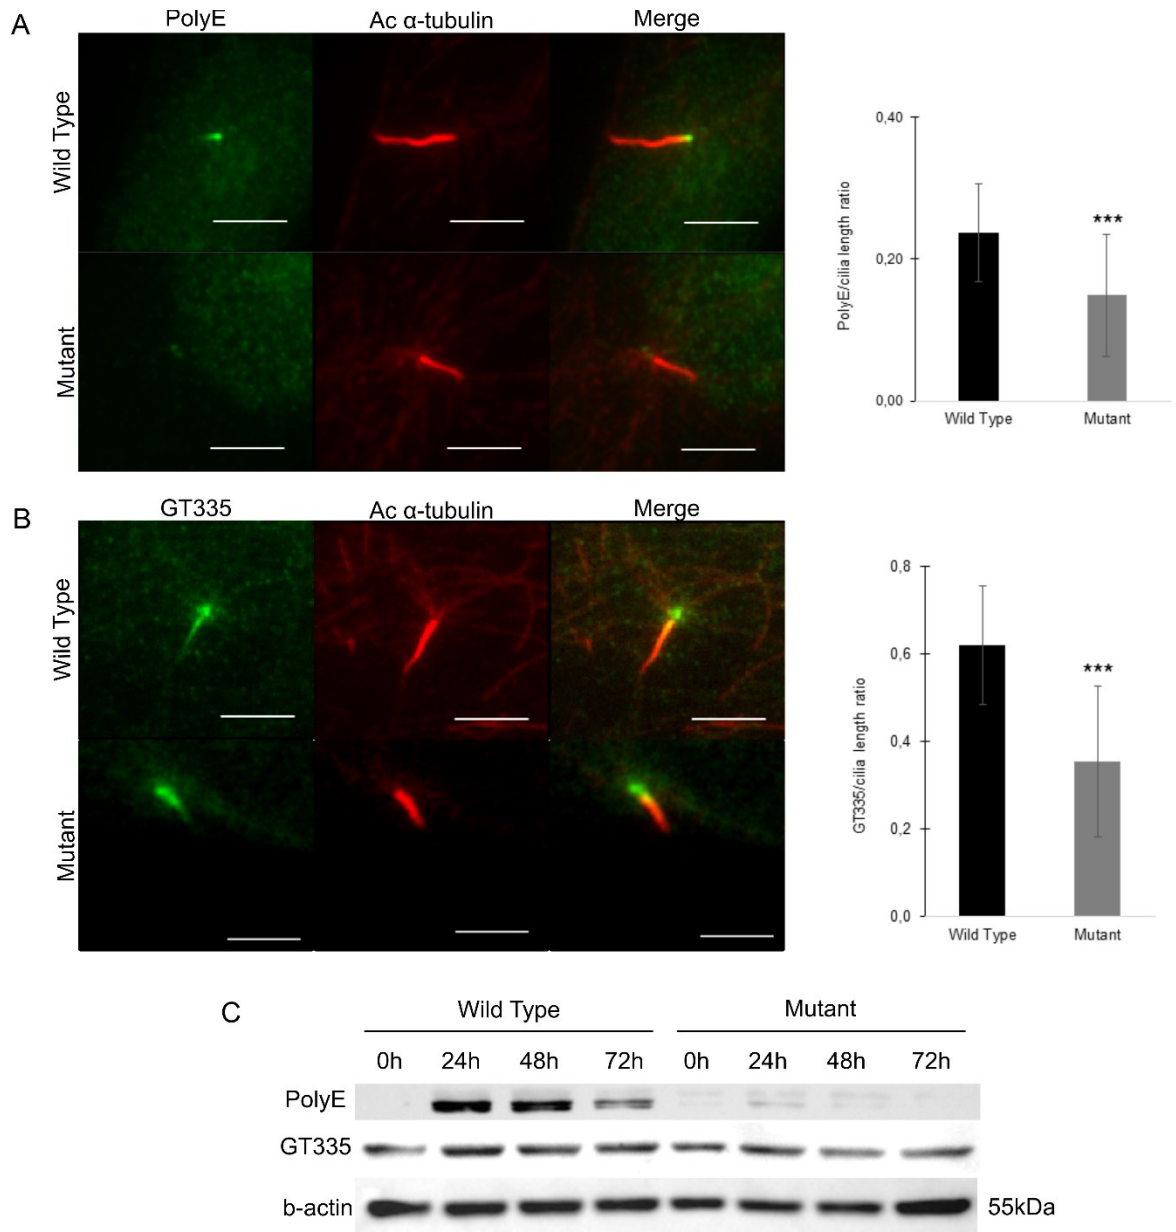 A
PolyE Ac α-tubulin Merge
Wild Type
Mutant
0,40
0,20
0,00
PolyE/cilia length ratio
***
Wild Type Mutant
B
GT335 Ac α-tubulin Merge
Wild Type
Mutant
0,8
0,6
0,4
0,2
0,0
GT335/cilia length ratio
***
Wild Type Mutant
C
Wild Type Mutant
0h 24h 48h 72h 0h 24h 48h 72h
PolyE
GT335
b-actin 55kDa